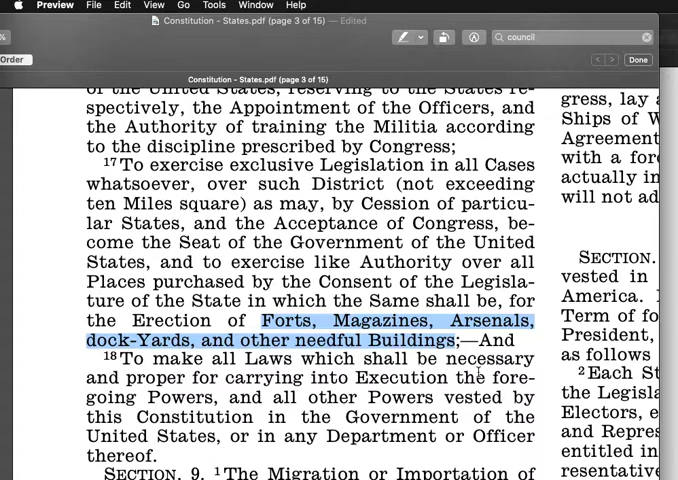 Preview File Edit View Go Tools Window Help
Constitution - States.pdf (page 3 of 15) — Edited
%
council
Order
Done
Constitution - States.pdf (page 3 of 15)
of the United States, reserving to the States re-
spectively, the Appointment of the Officers, and
the Authority of training the Militia according
to the discipline prescribed by Congress;
17 To exercise exclusive Legislation in all Cases
whatsoever, over such District (not exceeding
ten Miles square) as may, by Cession of particu-
lar States, and the Acceptance of Congress, be-
come the Seat of the Government of the United
States, and to exercise like Authority over all
Places purchased by the Consent of the Legisla-
ture of the State in which the Same shall be, for
the Erection of Forts, Magazines, Arsenals,
dock-Yards, and other needful Buildings;—And
18 To make all Laws which shall be necessary
and proper for carrying into Execution the fore-
going Powers, and all other Powers vested by
this Constitution in the Government of the
United States, or in any Department or Officer
thereof.
SECTION. 9. 1 The Migration or Importation of
gress, lay a
Ships of W
Agreement
with a fore
actually in
will not ad
SECTION.
vested in
America.
Term of fo
President,
as follows
2 Each St
the Legisla
Electors, e
and Repres
entitled in
resentative